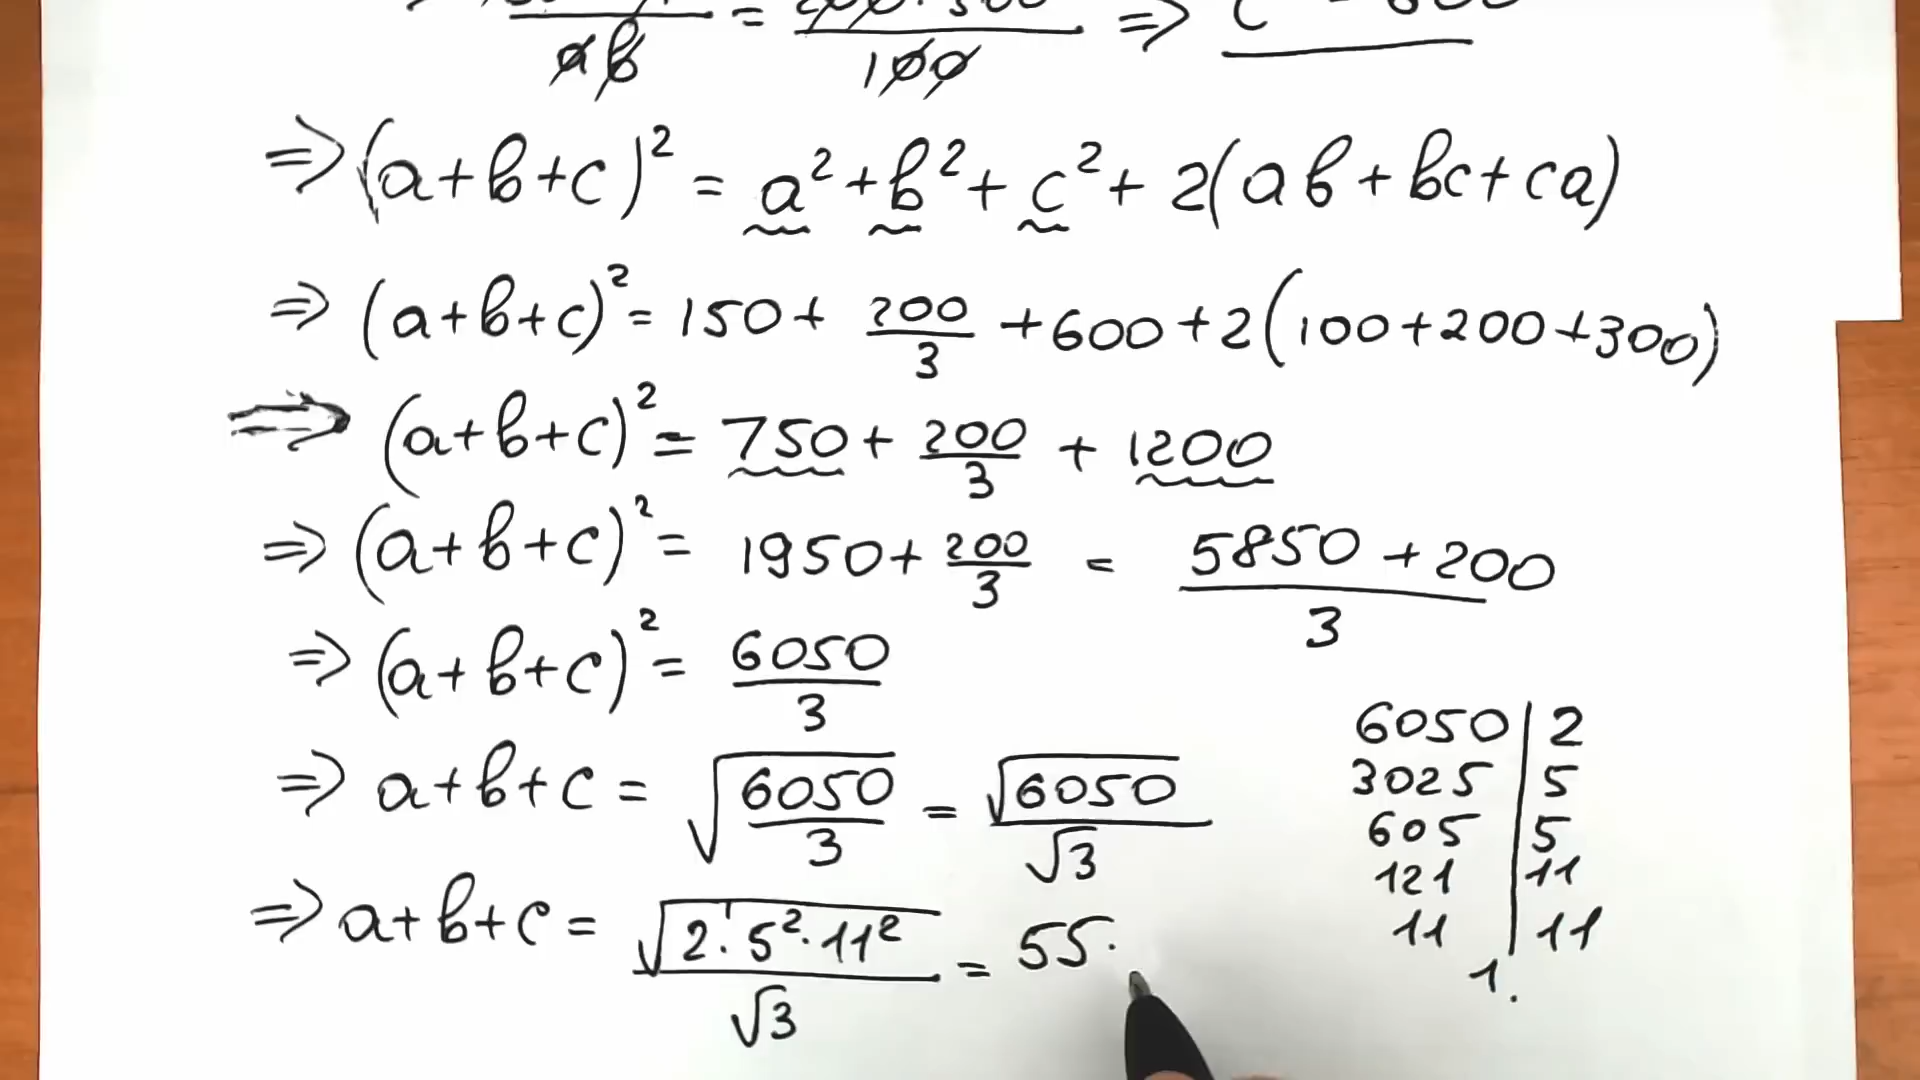 ab = 100 ⇒
⇒ (a+b+c)² = a² + b² + c² + 2(ab + bc + ca)
⇒ (a+b+c)² = 150 + 200/3 + 600 + 2(100+200+300)
⇒ (a+b+c)² = 750 + 200/3 + 1200
⇒ (a+b+c)² = 1950 + 200/3 = 5850 + 200/3
⇒ (a+b+c)² = 6050/3
⇒ a+b+c = √6050/3 = √6050/√3
⇒ a+b+c = √2·5²·11²/√3 = 55·
6050 | 2
3025 | 5
605 | 5
121 | 11
11 | 11
1.